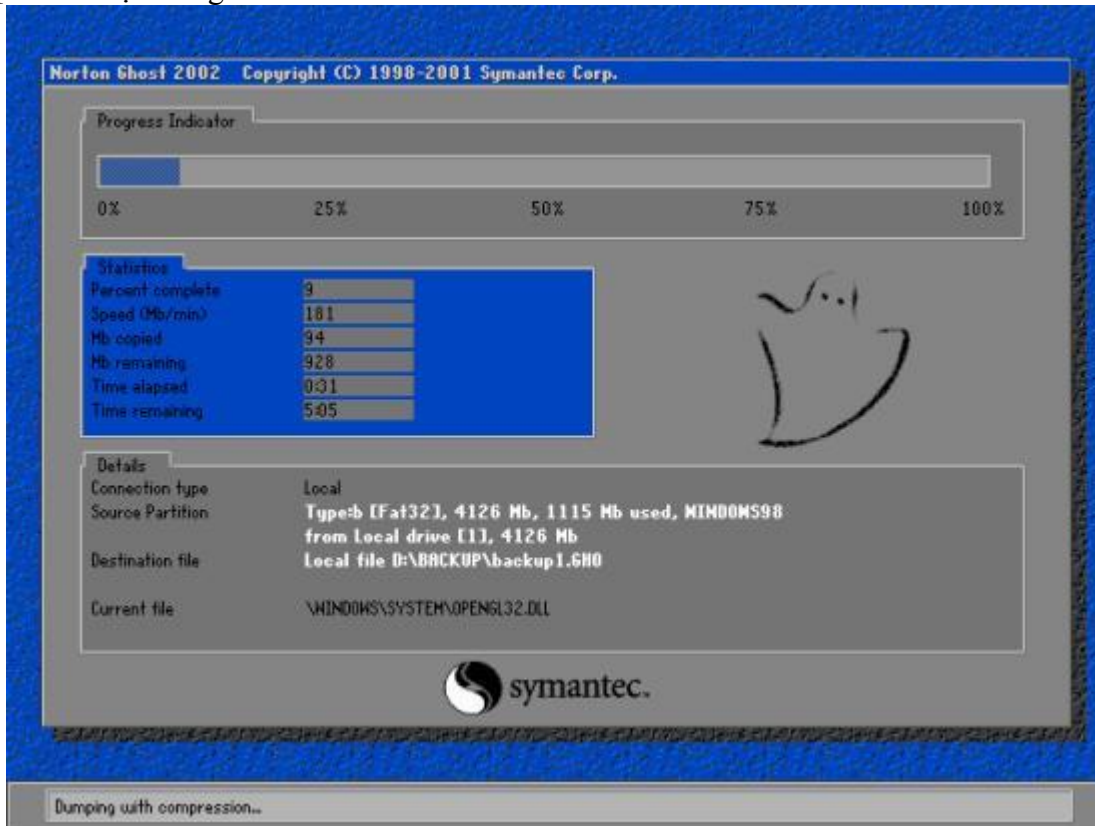 Norton Ghost 2002 Copyright (C) 1998-2001 Symantec Corp.
Progress Indicator
0% 25% 50% 75% 100%
Statistics
Percent complete 9
Speed (Mb/min) 181
Mb copied 94
Mb remaining 928
Time elapsed 0:31
Time remaining 5:05
Details
Connection type Local
Source Partition Type:b [Fat32], 4126 Mb, 1115 Mb used, WINDOWS98
from Local drive [1], 4126 Mb
Destination file Local file D:\BACKUP\backup1.GHO
Current file \WINDOWS\SYSTEM\OPENGL32.DLL
symantec.
Dumping with compression...